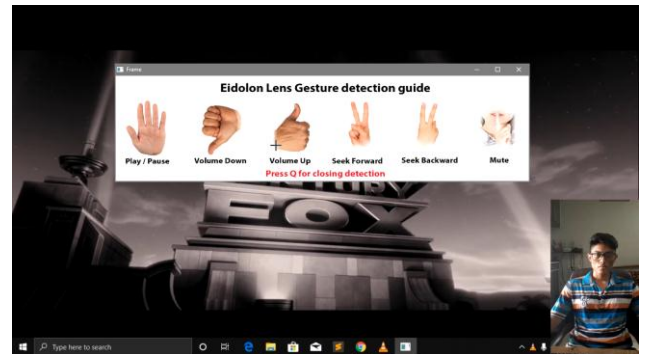 Frame
Eidolon Lens Gesture detection guide
Play / Pause
Volume Down
Volume Up
Seek Forward
Seek Backward
Mute
Press Q for closing detection
FOX
Type here to search